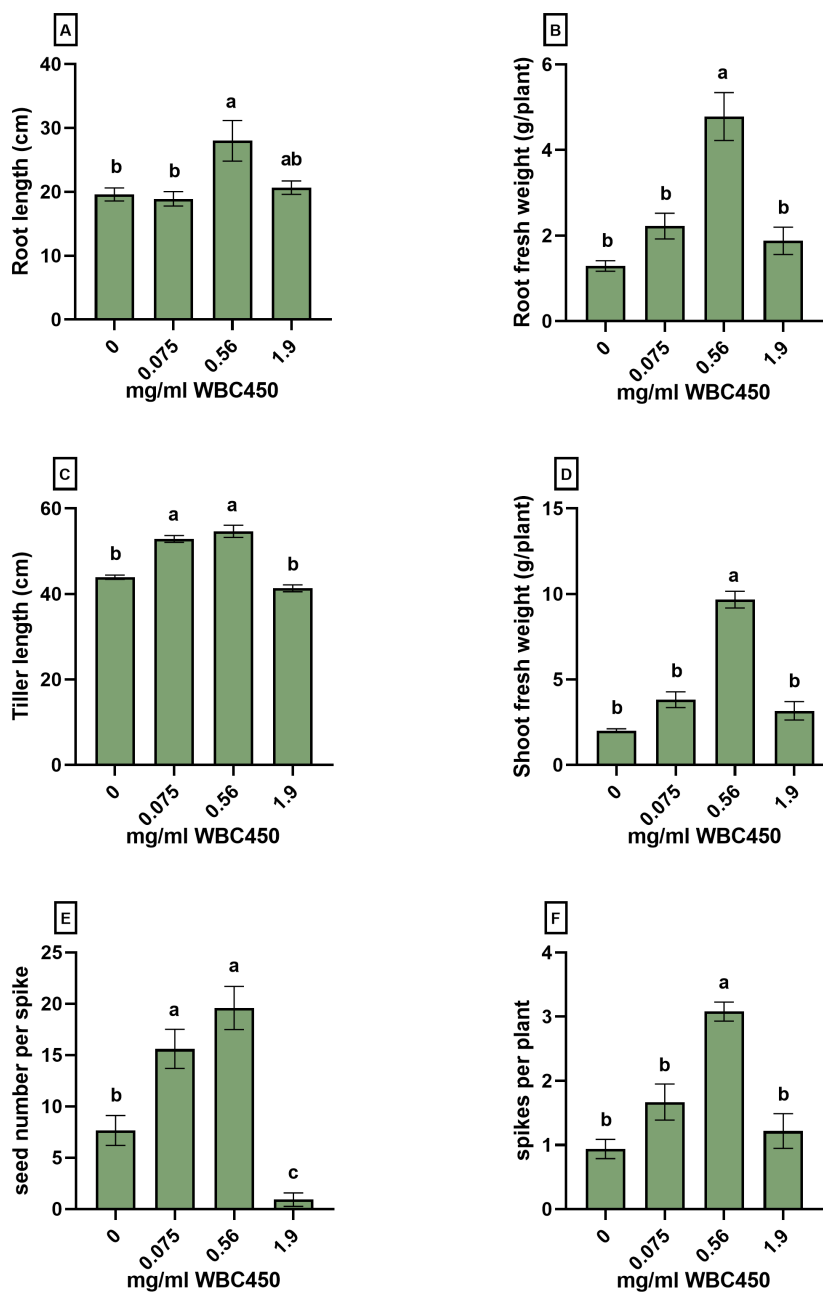 A
Root length (cm)
40
30
20
10
0
b
b
a
ab
0
0.075
0.56
1.9
mg/ml WBC450
B
Root fresh weight (g/plant)
6
4
2
0
b
b
a
b
0
0.075
0.56
1.9
mg/ml WBC450
C
Tiller length (cm)
60
40
20
0
b
a
a
b
0
0.075
0.56
1.9
mg/ml WBC450
D
Shoot fresh weight (g/plant)
15
10
5
0
b
b
a
b
0
0.075
0.56
1.9
mg/ml WBC450
E
seed number per spike
25
20
15
10
5
0
b
a
a
c
0
0.075
0.56
1.9
mg/ml WBC450
F
spikes per plant
4
3
2
1
0
b
b
a
b
0
0.075
0.56
1.9
mg/ml WBC450